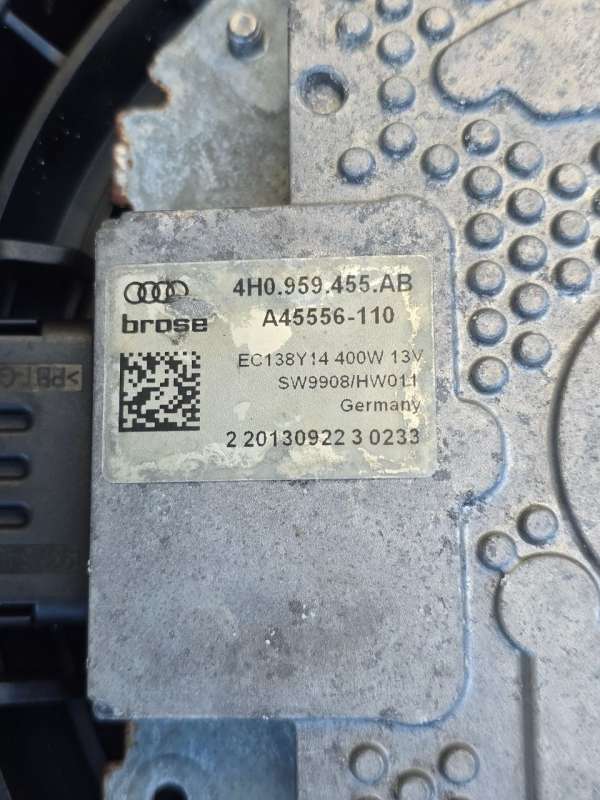 4H0.959.455.AB
brose A45556-110
EC138Y14 400W 13V
SW9908/HW011
Germany
2 20130922 3 0233